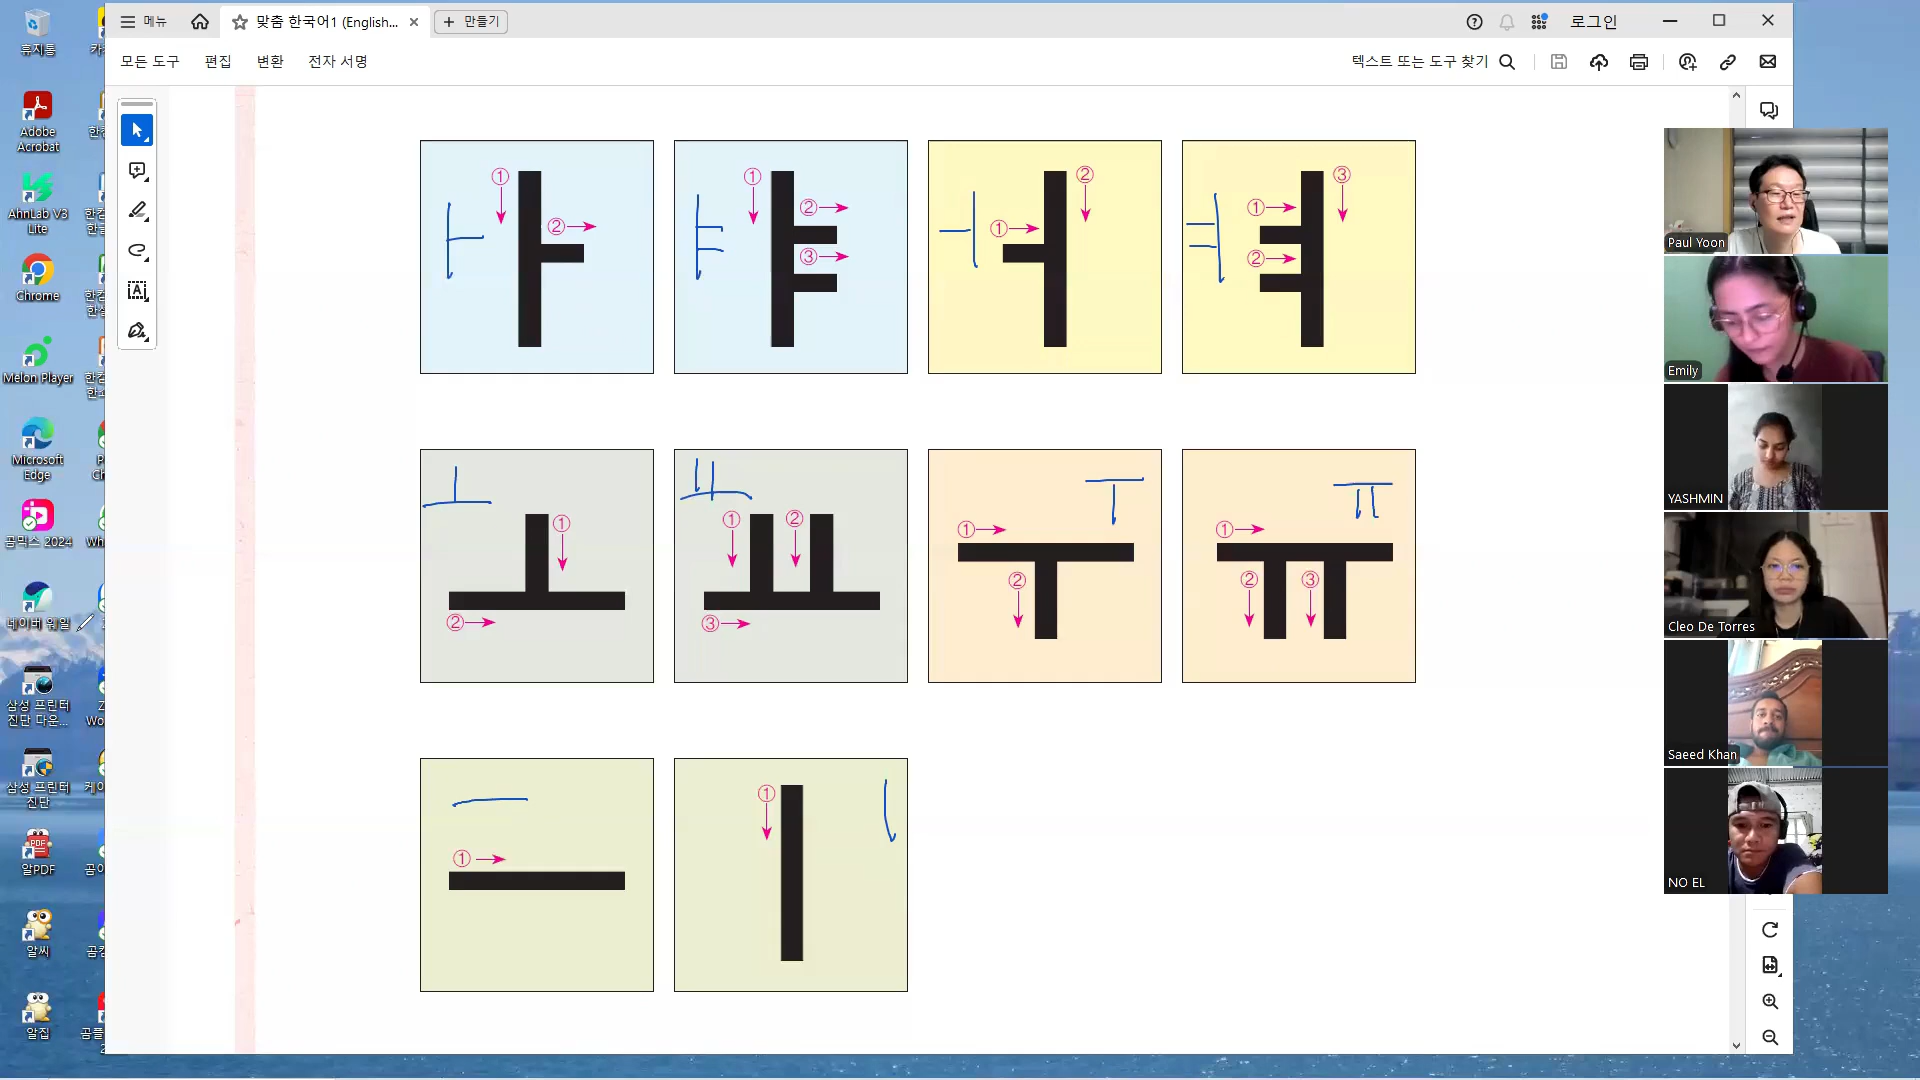 메뉴
맞춤 한국어1 (English...
만들기
로그인
모든 도구
편집
변환
전자 서명
텍스트 또는 도구 찾기
휴지통
Adobe
Acrobat
AhnLab V3
Lite
Chrome
Melon Player
Microsoft
Edge
곰믹스 2024
네이버 웨일
삼성 프린터
진단 다운...
삼성 프린터
진단
알PDF
알씨
알집
① ②
ㅏ
① ② ③
ㅑ
① ②
ㅓ
① ② ③
ㅕ
① ②
ㅗ
① ② ③
ㅛ
① ②
ㅜ
① ② ③
ㅠ
①
ㅡ
①
ㅣ
Paul Yoon
Emily
YASHMIN
Cleo De Torres
Saeed Khan
NO EL